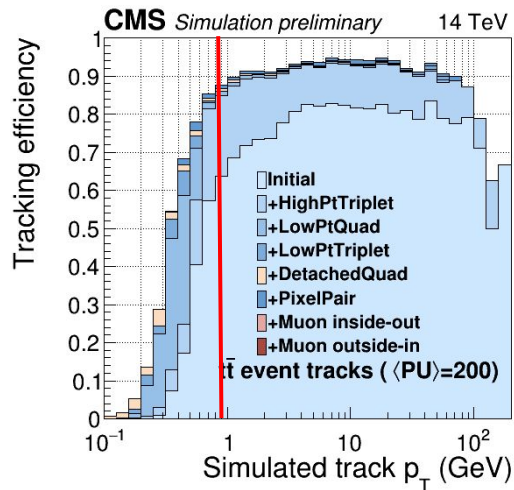 CMS Simulation preliminary 14 TeV
Tracking efficiency
1
0.9
0.8
0.7
0.6
0.5
0.4
0.3
0.2
0.1
0
Initial
+HighPtTriplet
+LowPtQuad
+LowPtTriplet
+DetachedQuad
+PixelPair
+Muon inside-out
+Muon outside-in
tt̄ event tracks (⟨PU⟩=200)
10⁻¹ 1 10 10²
Simulated track p_T (GeV)